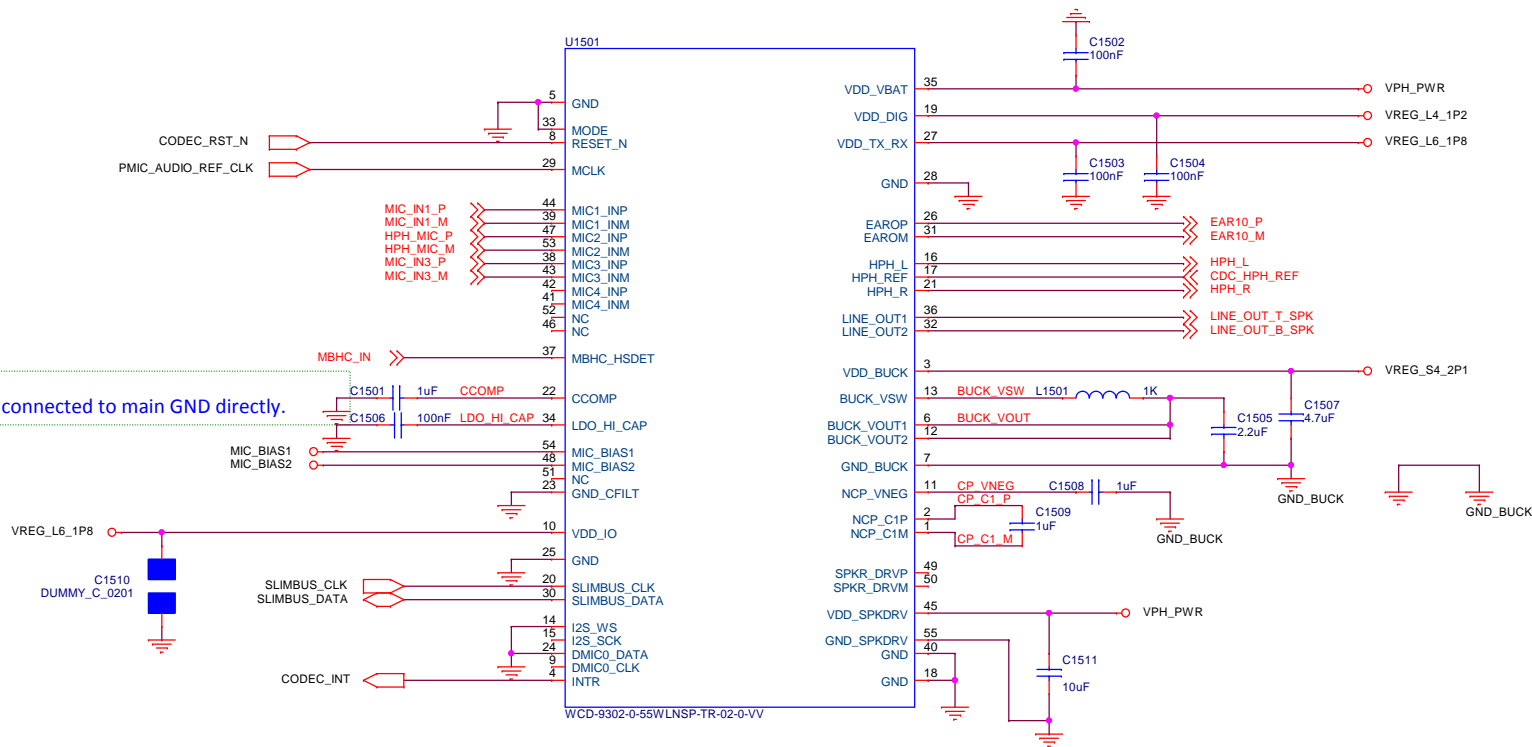 C1502
100nF
U1501
5 GND
33 MODE
CODEC_RST_N 8 RESET_N
PMIC_AUDIO_REF_CLK 29 MCLK
MIC_IN1_P 44 MIC1_INP
MIC_IN1_M 39 MIC1_INM
HPH_MIC_P 47 MIC2_INP
HPH_MIC_M 53 MIC2_INM
MIC_IN3_P 38 MIC3_INP
MIC_IN3_M 43 MIC3_INM
42 MIC4_INP
41 MIC4_INM
52 NC
46 NC
MBHC_IN 37 MBHC_HSDET
C1501 1uF CCOMP 22 CCOMP
connected to main GND directly.
C1506 100nF LDO_HI_CAP 34 LDO_HI_CAP
MIC_BIAS1 54 MIC_BIAS1
MIC_BIAS2 48 MIC_BIAS2
51 NC
23 GND_CFILT
VREG_L6_1P8 10 VDD_IO
25 GND
C1510
DUMMY_C_0201
SLIMBUS_CLK 20 SLIMBUS_CLK
SLIMBUS_DATA 30 SLIMBUS_DATA
14 I2S_WS
15 I2S_SCK
24 DMIC0_DATA
9 DMIC0_CLK
CODEC_INT 4 INTR
WCD-9302-0-55WLNSP-TR-02-0-VV
VDD_VBAT 35 VPH_PWR
VDD_DIG 19 VREG_L4_1P2
VDD_TX_RX 27 VREG_L6_1P8
C1503
100nF
C1504
100nF
GND 28
EAROP 26 EAR10_P
EAROM 31 EAR10_M
HPH_L 16 HPH_L
HPH_REF 17 CDC_HPH_REF
HPH_R 21 HPH_R
LINE_OUT1 36 LINE_OUT_T_SPK
LINE_OUT2 32 LINE_OUT_B_SPK
VDD_BUCK 3 VREG_S4_2P1
BUCK_VSW 13 BUCK_VSW L1501 1K
BUCK_VOUT1 6 BUCK_VOUT
BUCK_VOUT2 12
C1505
2.2uF
C1507
4.7uF
GND_BUCK 7
GND_BUCK
GND_BUCK
NCP_VNEG 11 CP_VNEG C1508 1uF
GND_BUCK
NCP_C1P 2 CP_C1_P
NCP_C1M 1 CP_C1_M
C1509
1uF
SPKR_DRVP 49
SPKR_DRVM 50
VDD_SPKDRV 45 VPH_PWR
GND_SPKDRV 55
GND 40
GND 18
C1511
10uF